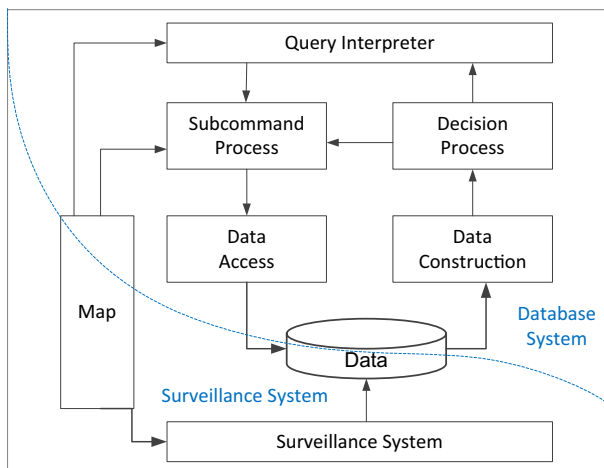 Query Interpreter
Subcommand
Process
Decision
Process
Data
Access
Data
Construction
Map
Database
System
Data
Surveillance System
Surveillance System